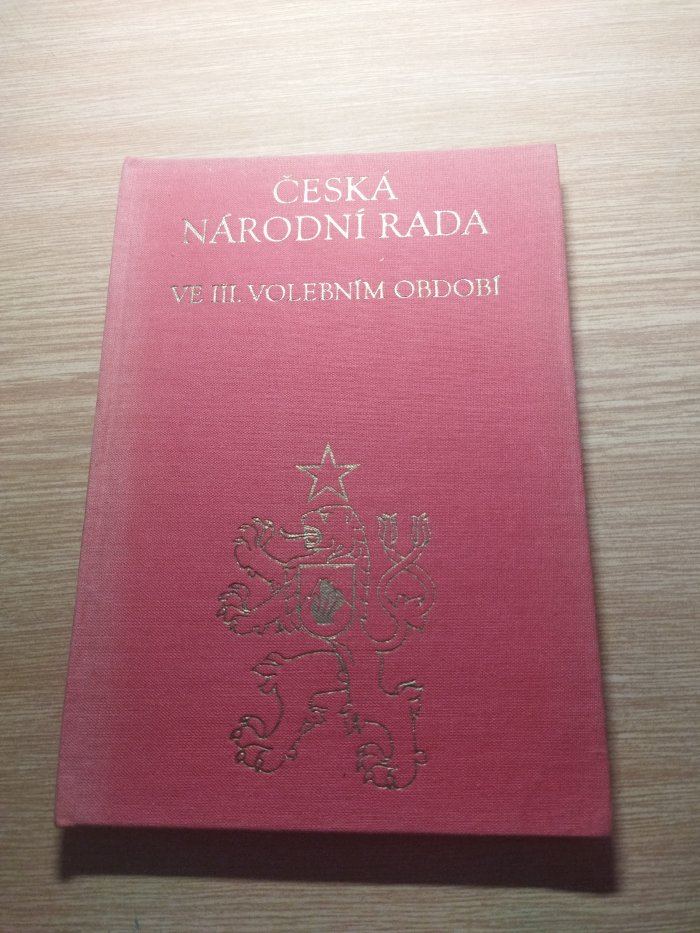 ČESKÁ
NÁRODNÍ RADA
VE III. VOLEBNÍM OBDOBÍ